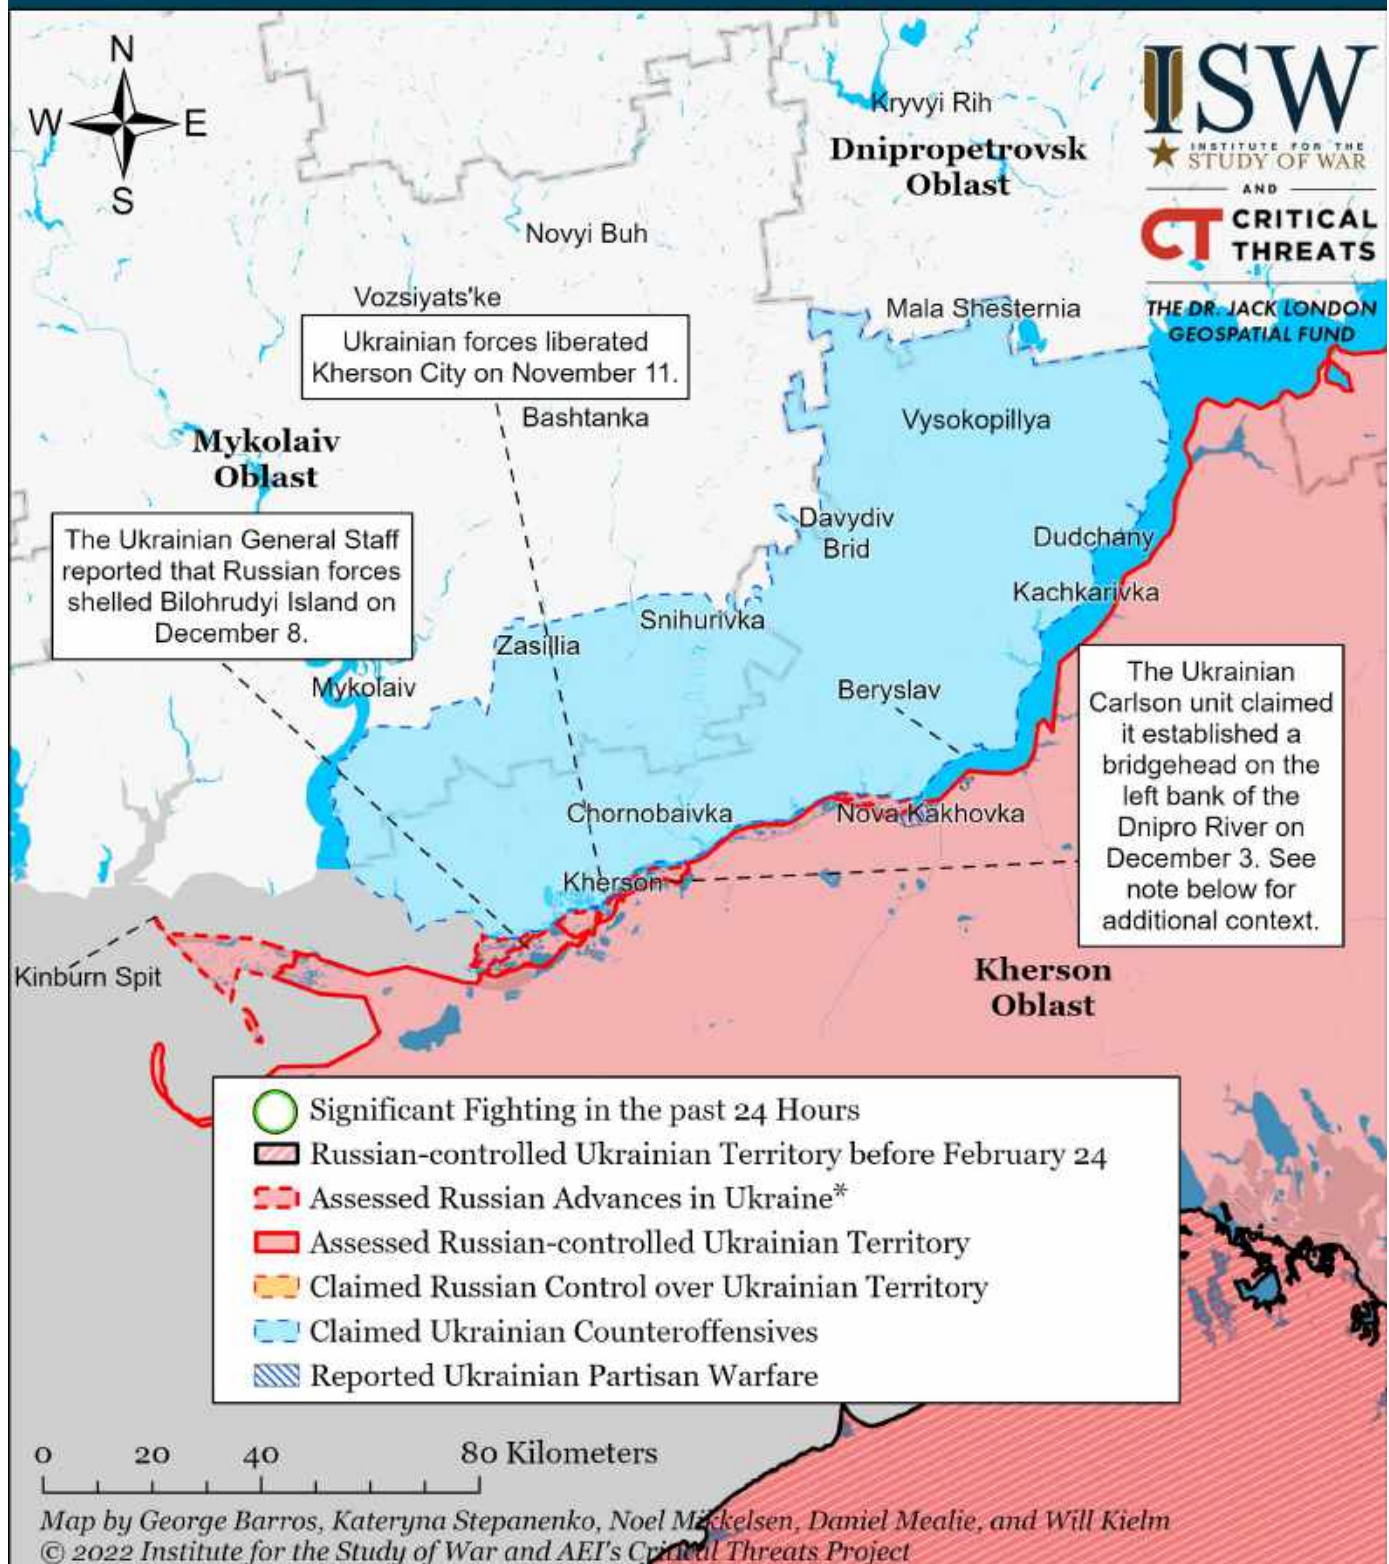 N
W E
S
ISW
INSTITUTE FOR THE
STUDY OF WAR
AND
CT CRITICAL
THREATS
THE DR. JACK LONDON
GEOSPATIAL FUND
Kryvyi Rih
Dnipropetrovsk
Oblast
Novyi Buh
Vozsiyats'ke
Mala Shesternia
Ukrainian forces liberated
Kherson City on November 11.
Bashtanka
Vysokopillya
Mykolaiv
Oblast
The Ukrainian General Staff
reported that Russian forces
shelled Bilohrudyi Island on
December 8.
Davydiv
Brid
Dudchany
Kachkarivka
Snihurivka
Zasillia
Mykolaiv
Beryslav
The Ukrainian
Carlson unit claimed
it established a
bridgehead on the
left bank of the
Dnipro River on
December 3. See
note below for
additional context.
Chornobaivka
Nova Kakhovka
Kherson
Kinburn Spit
Kherson
Oblast
Significant Fighting in the past 24 Hours
Russian-controlled Ukrainian Territory before February 24
Assessed Russian Advances in Ukraine*
Assessed Russian-controlled Ukrainian Territory
Claimed Russian Control over Ukrainian Territory
Claimed Ukrainian Counteroffensives
Reported Ukrainian Partisan Warfare
0 20 40 80 Kilometers
Map by George Barros, Kateryna Stepanenko, Noel Mikkelsen, Daniel Mealie, and Will Kielm
© 2022 Institute for the Study of War and AEI's Critical Threats Project